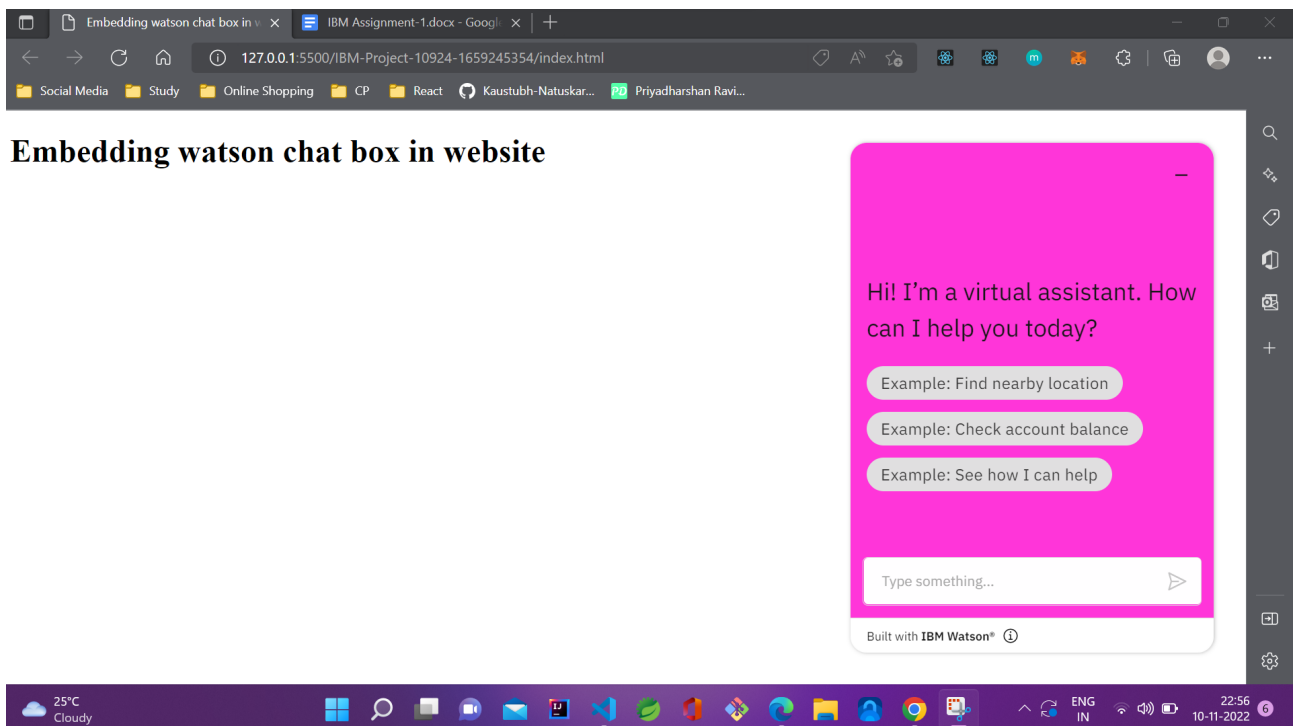 Embedding watson chat box in w
IBM Assignment-1.docx - Google
127.0.0.1:5500/IBM-Project-10924-1659245354/index.html
Social Media Study Online Shopping CP React Kaustubh-Natuskar... PD Priyadharshan Ravi...
Embedding watson chat box in website
Hi! I'm a virtual assistant. How
can I help you today?
Example: Find nearby location
Example: Check account balance
Example: See how I can help
Type something...
Built with IBM Watson®
25°C
Cloudy
ENG
IN
22:56
10-11-2022
6